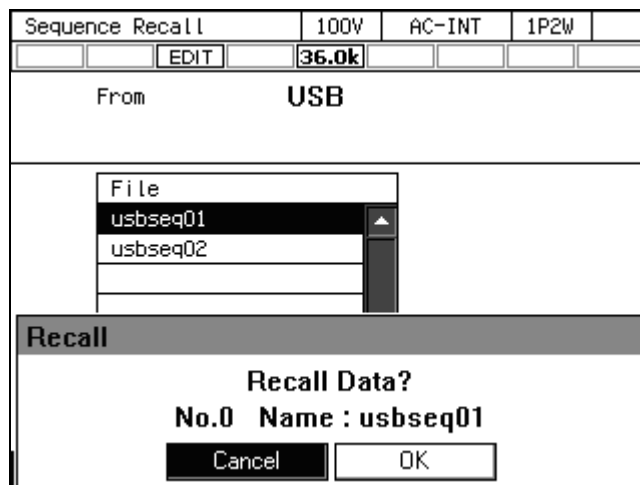 Sequence Recall 100V AC-INT 1P2W
EDIT 36.0k
From USB
File
usbseq01
usbseq02
Recall
Recall Data?
No.0 Name : usbseq01
Cancel OK